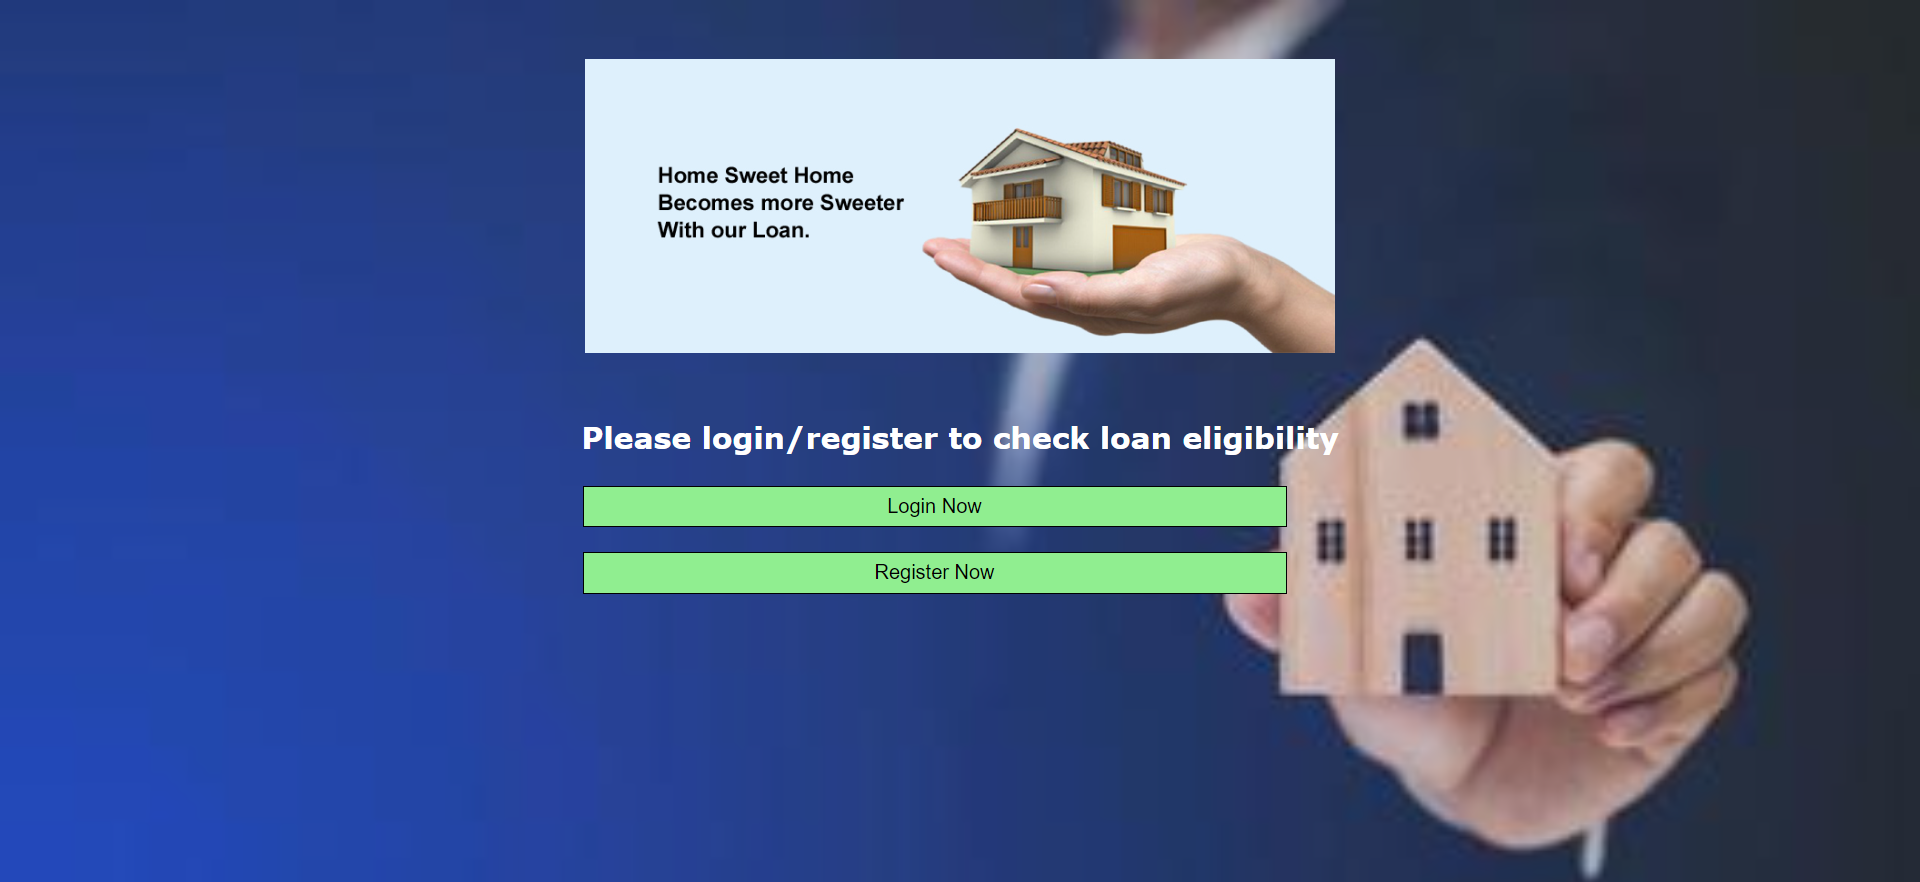 Home Sweet Home
Becomes more Sweeter
With our Loan.
Please login/register to check loan eligibility
Login Now
Register Now